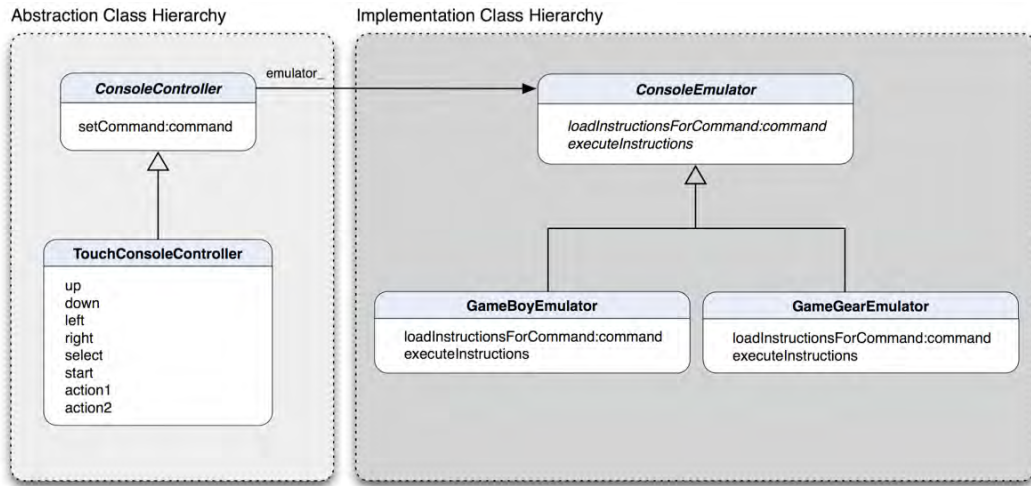 Abstraction Class Hierarchy
Implementation Class Hierarchy
ConsoleController
setCommand:command
emulator_
ConsoleEmulator
loadInstructionsForCommand:command
executeInstructions
TouchConsoleController
up
down
left
right
select
start
action1
action2
GameBoyEmulator
loadInstructionsForCommand:command
executeInstructions
GameGearEmulator
loadInstructionsForCommand:command
executeInstructions